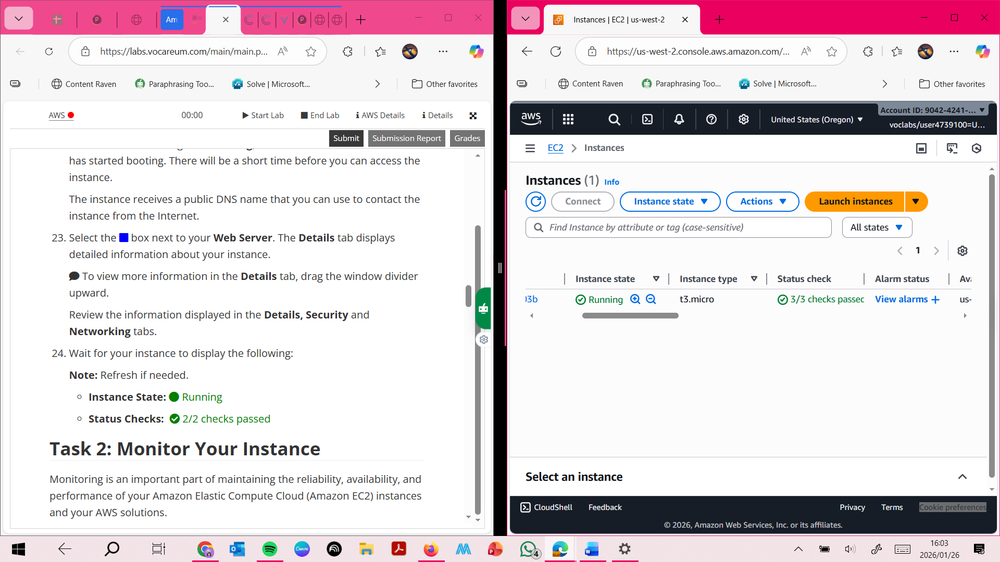 Am
https://labs.vocareum.com/main/main.p...
Content Raven
Paraphrasing Too...
Solve | Microsoft...
Other favorites
AWS
00:00
Start Lab
End Lab
AWS Details
Details
Submit
Submission Report
Grades
has started booting. There will be a short time before you can access the
instance.
The instance receives a public DNS name that you can use to contact the
instance from the Internet.
23. Select the box next to your Web Server. The Details tab displays
detailed information about your instance.
To view more information in the Details tab, drag the window divider
upward.
Review the information displayed in the Details, Security and
Networking tabs.
24. Wait for your instance to display the following:
Note: Refresh if needed.
Instance State: Running
Status Checks: 2/2 checks passed
Task 2: Monitor Your Instance
Monitoring is an important part of maintaining the reliability, availability, and
performance of your Amazon Elastic Compute Cloud (Amazon EC2) instances
and your AWS solutions.
Instances | EC2 | us-west-2
https://us-west-2.console.aws.amazon.com/...
Content Raven
Paraphrasing Too...
Solve | Microsoft...
Other favorites
aws
United States (Oregon)
Account ID: 9042-4241-...
voclabs/user4739100=U...
EC2
Instances
Instances (1) Info
Connect
Instance state
Actions
Launch instances
Find Instance by attribute or tag (case-sensitive)
All states
1
Instance state
Instance type
Status check
Alarm status
Ava
03b
Running
t3.micro
3/3 checks passed
View alarms +
us-
Select an instance
CloudShell
Feedback
Privacy
Terms
Cookie preferences
© 2026, Amazon Web Services, Inc. or its affiliates.
Canva
4
16:03
2026/01/26